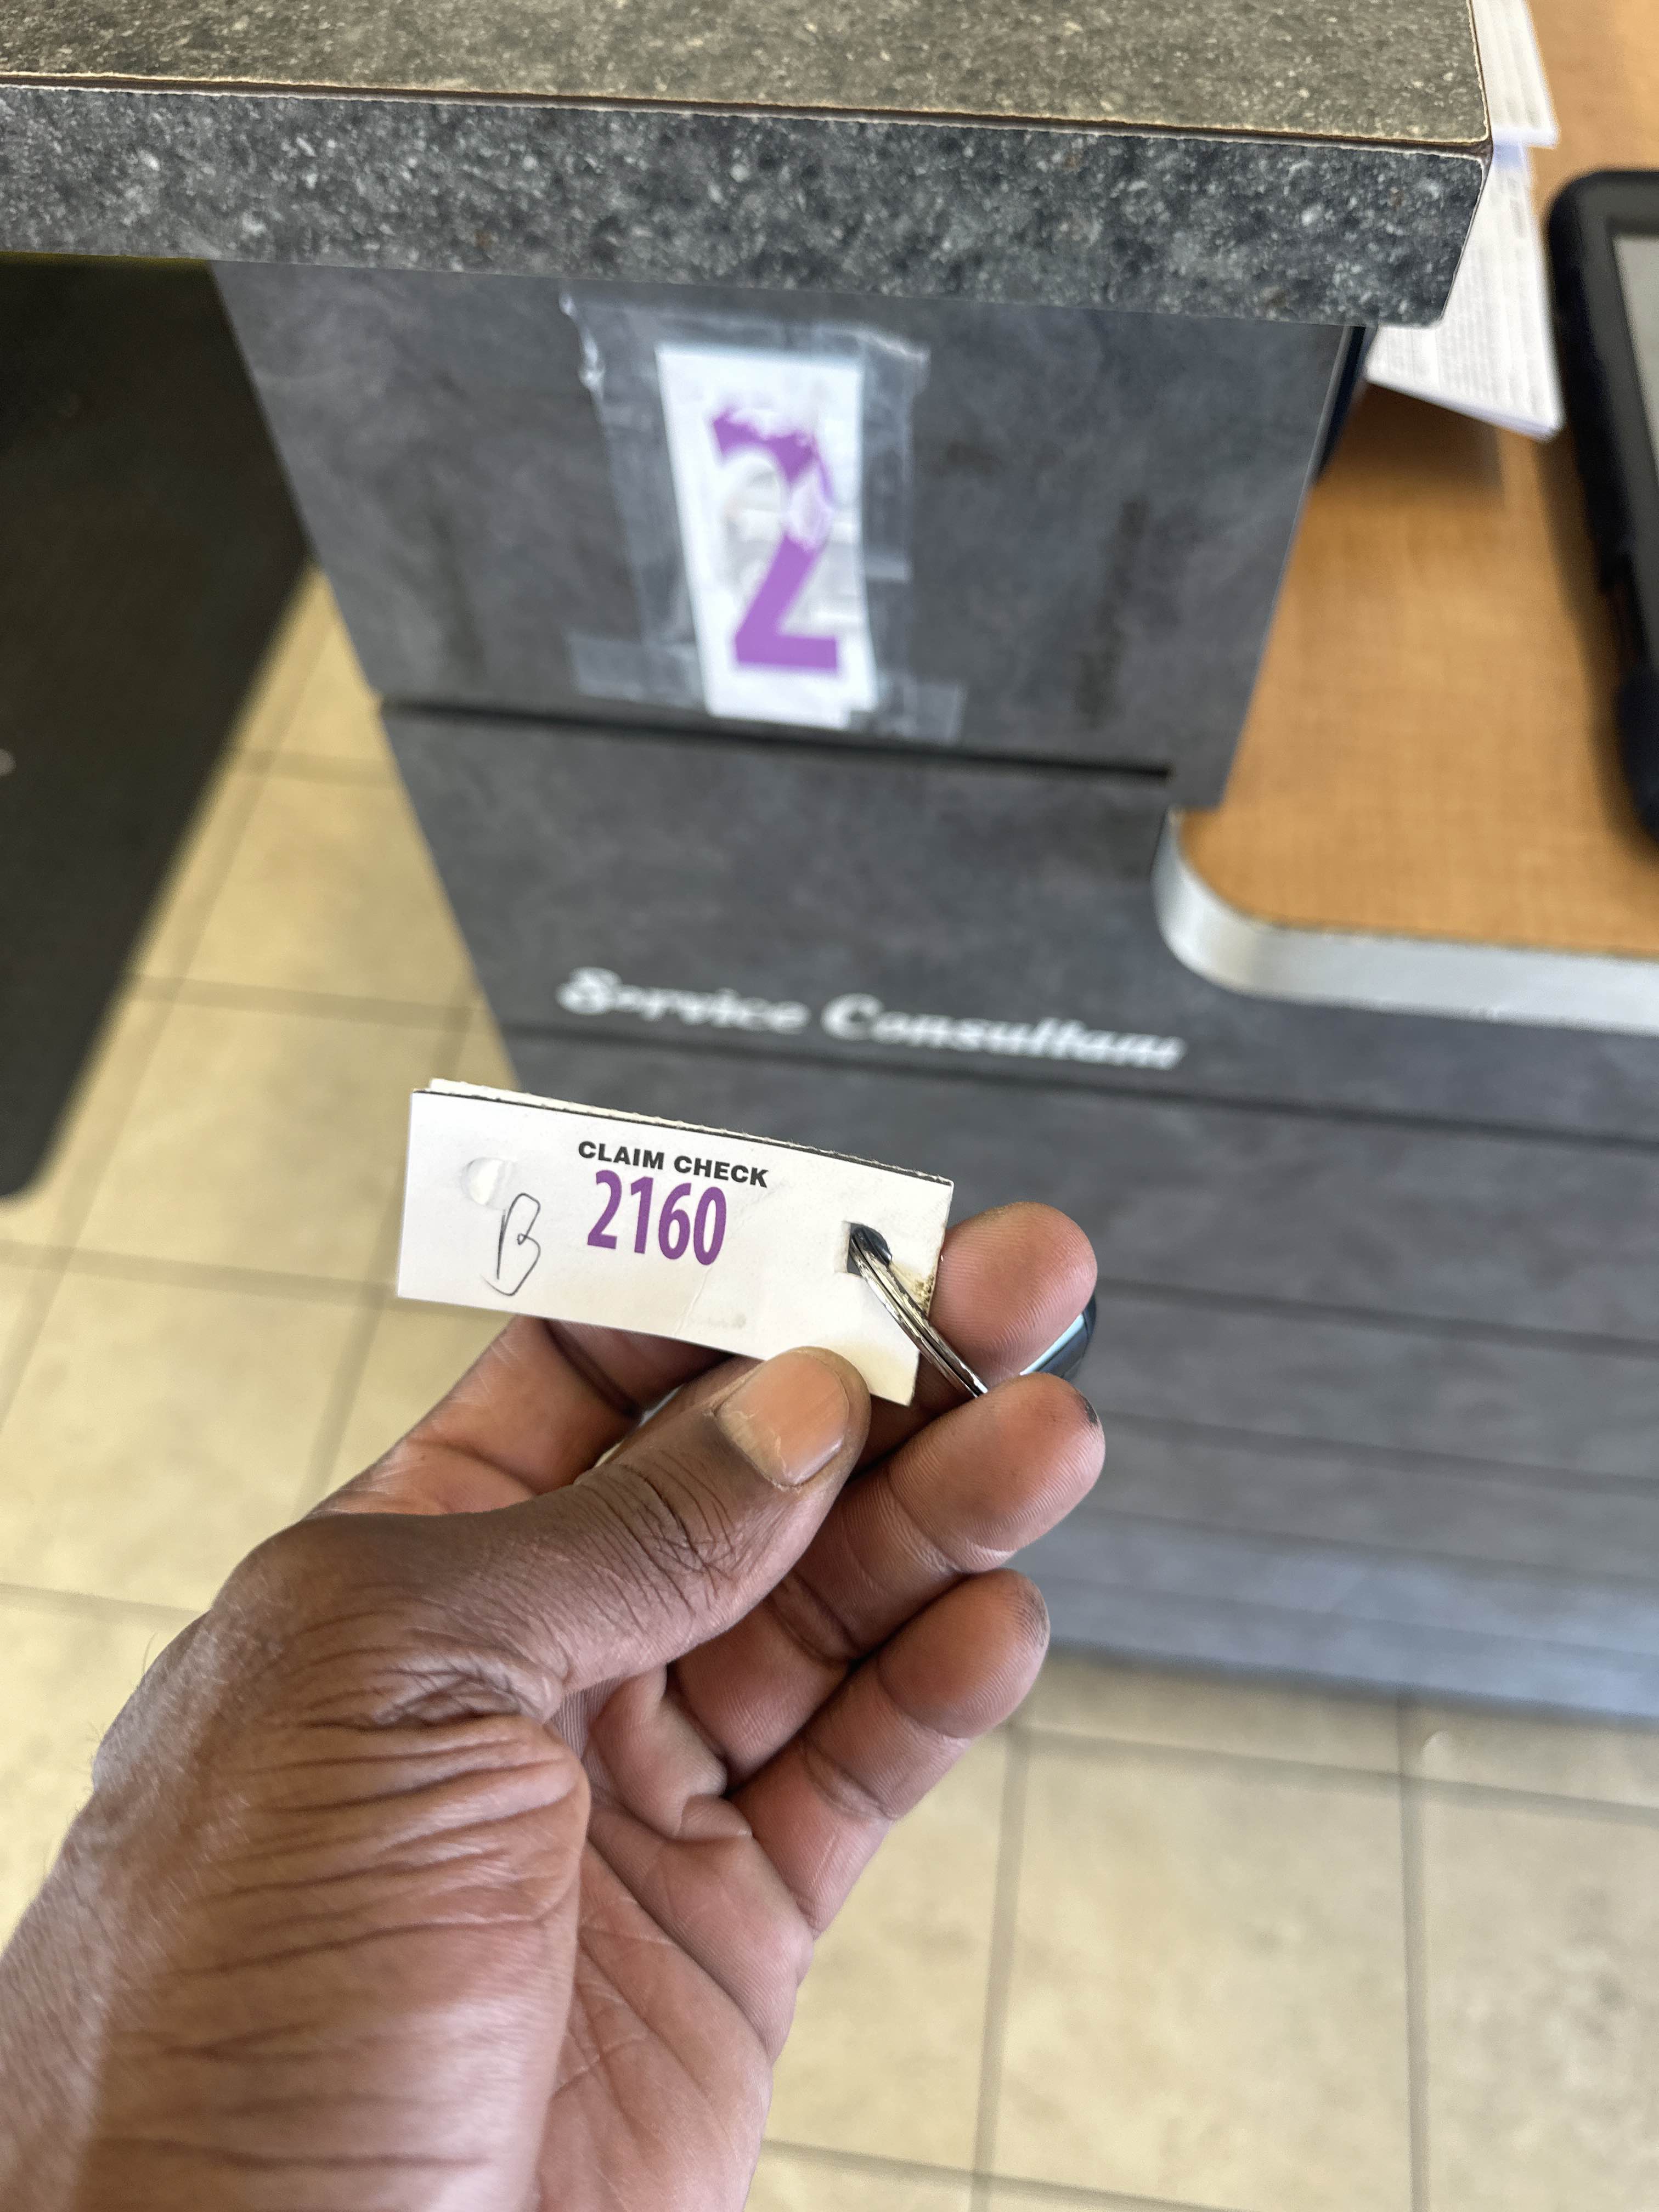 2
Service Consultant
CLAIM CHECK
2160
B